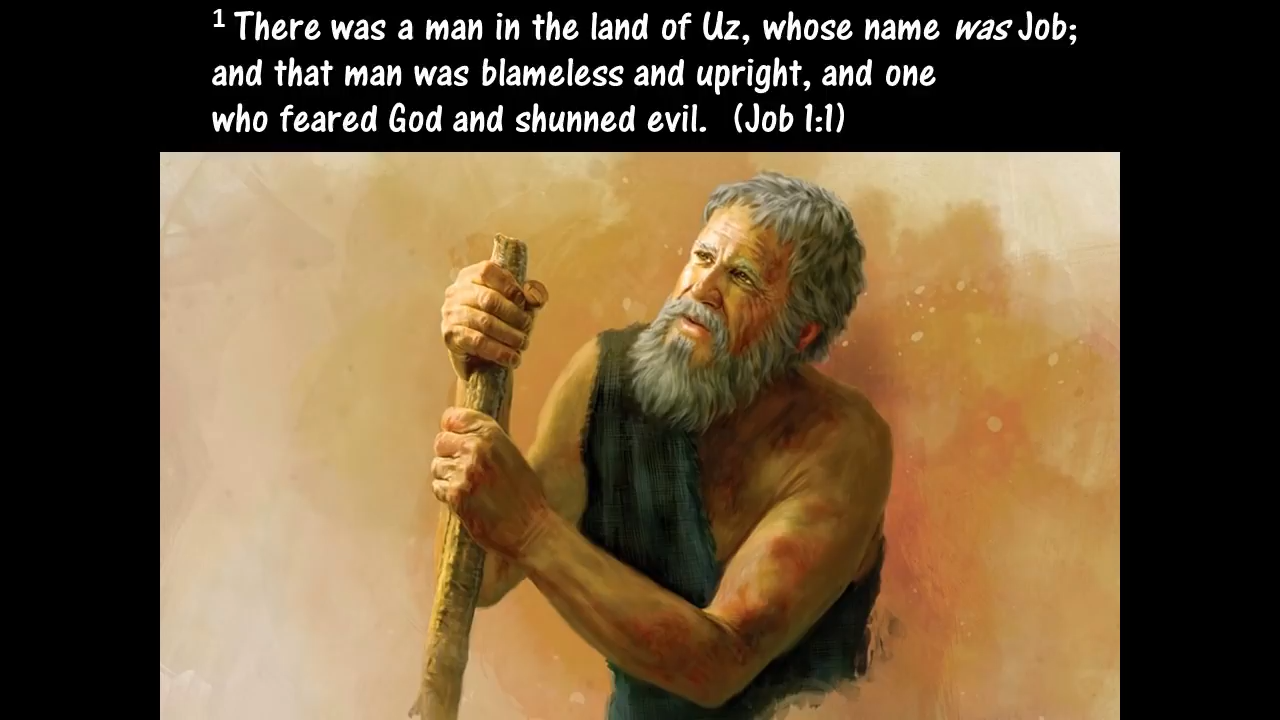 1 There was a man in the land of Uz, whose name was Job;
and that man was blameless and upright, and one
who feared God and shunned evil. (Job 1:1)